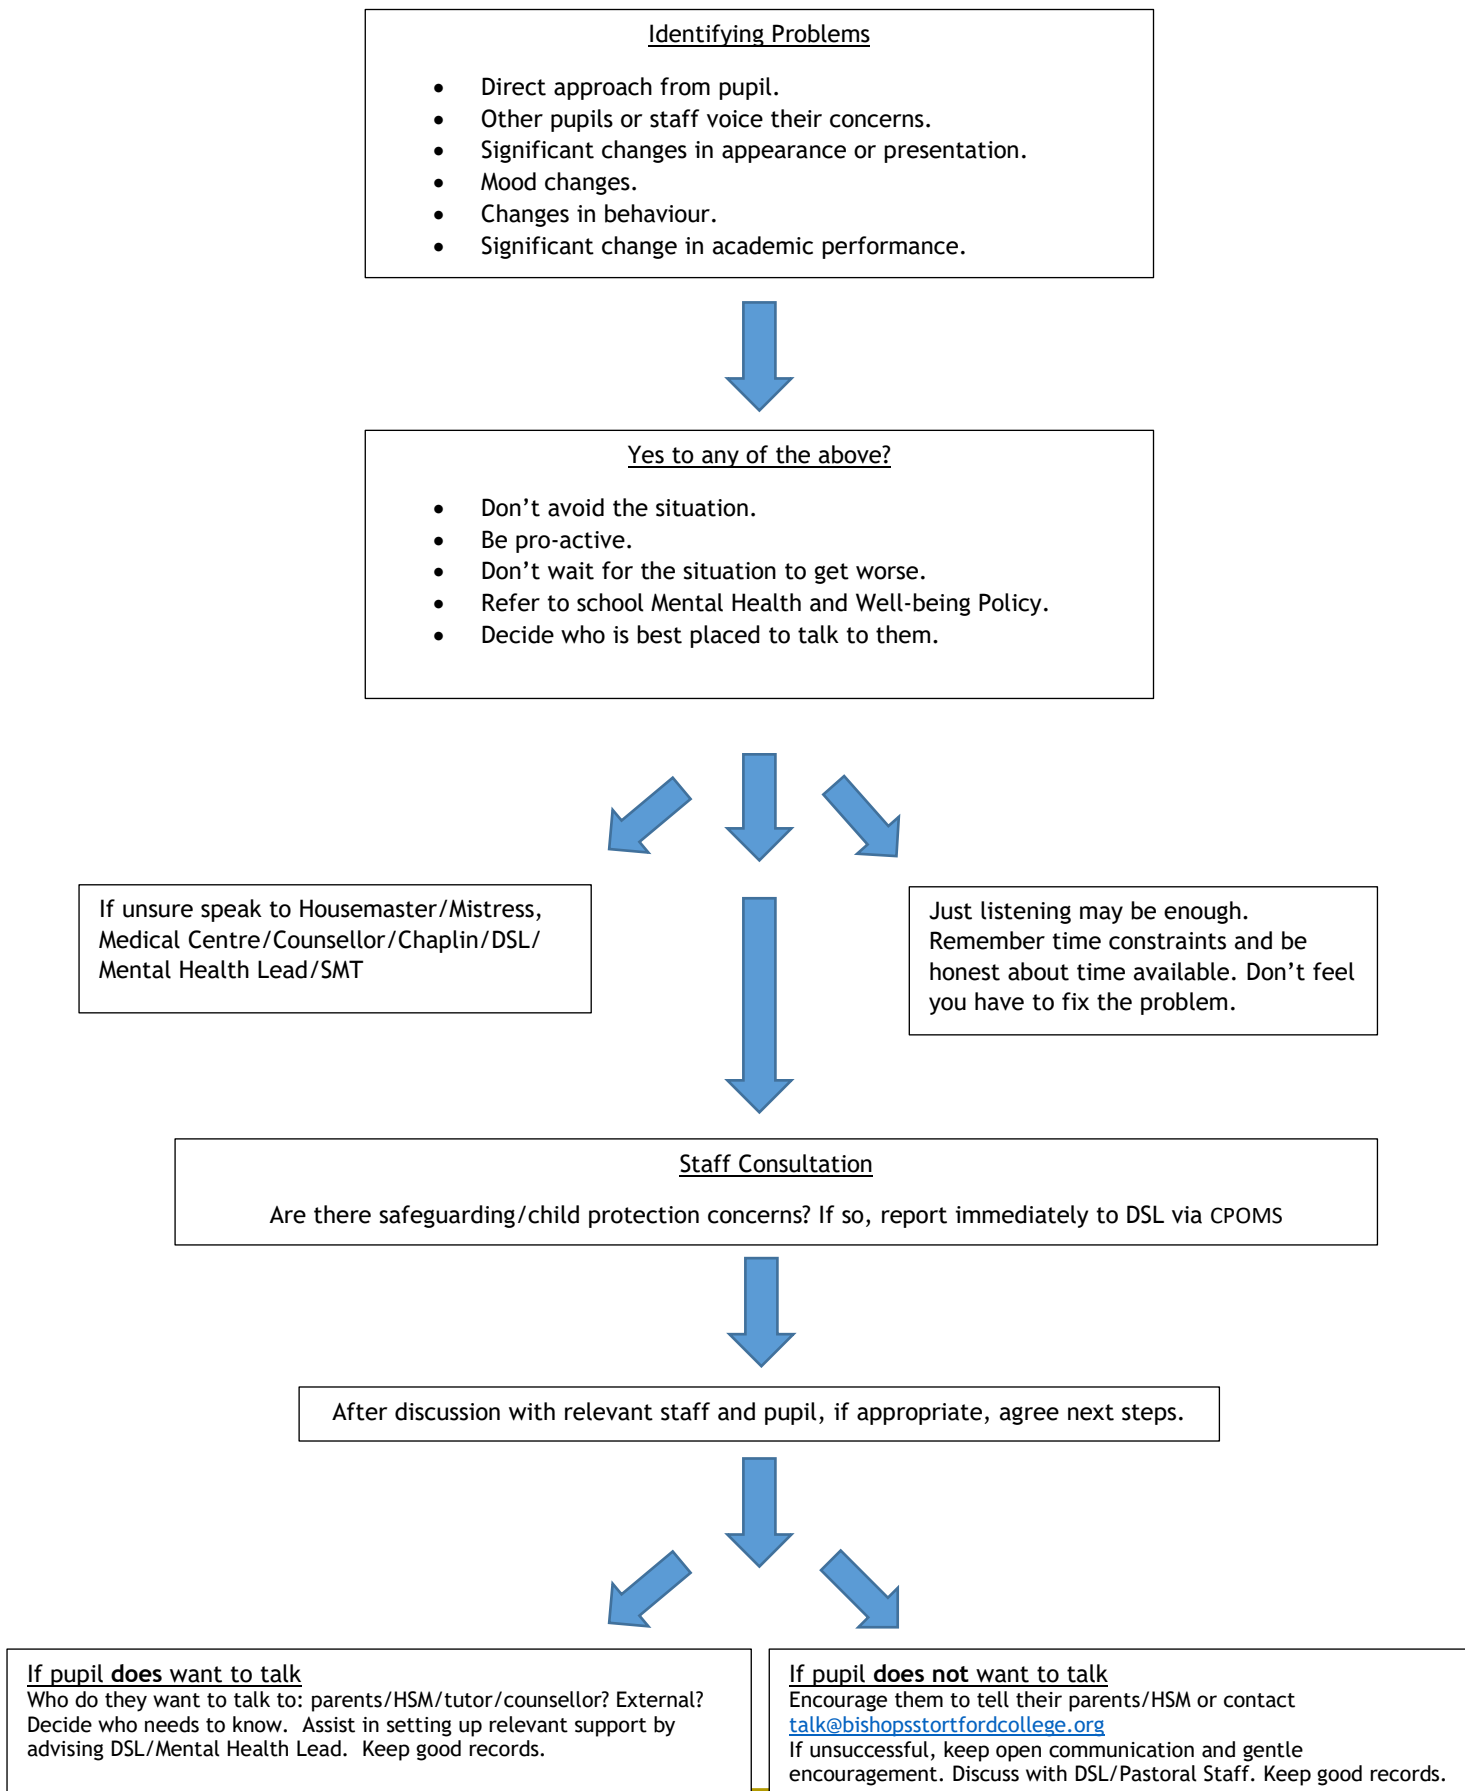 Identifying Problems
• Direct approach from pupil.
• Other pupils or staff voice their concerns.
• Significant changes in appearance or presentation.
• Mood changes.
• Changes in behaviour.
• Significant change in academic performance.
Yes to any of the above?
• Don’t avoid the situation.
• Be pro-active.
• Don’t wait for the situation to get worse.
• Refer to school Mental Health and Well-being Policy.
• Decide who is best placed to talk to them.
If unsure speak to Housemaster/Mistress,
Medical Centre/Counsellor/Chaplin/DSL/
Mental Health Lead/SMT
Just listening may be enough.
Remember time constraints and be
honest about time available. Don’t feel
you have to fix the problem.
Staff Consultation
Are there safeguarding/child protection concerns? If so, report immediately to DSL via CPOMS
After discussion with relevant staff and pupil, if appropriate, agree next steps.
If pupil does want to talk
Who do they want to talk to: parents/HSM/tutor/counsellor? External?
Decide who needs to know. Assist in setting up relevant support by
advising DSL/Mental Health Lead. Keep good records.
If pupil does not want to talk
Encourage them to tell their parents/HSM or contact
talk@bishopsstortfordcollege.org
If unsuccessful, keep open communication and gentle
encouragement. Discuss with DSL/Pastoral Staff. Keep good records.